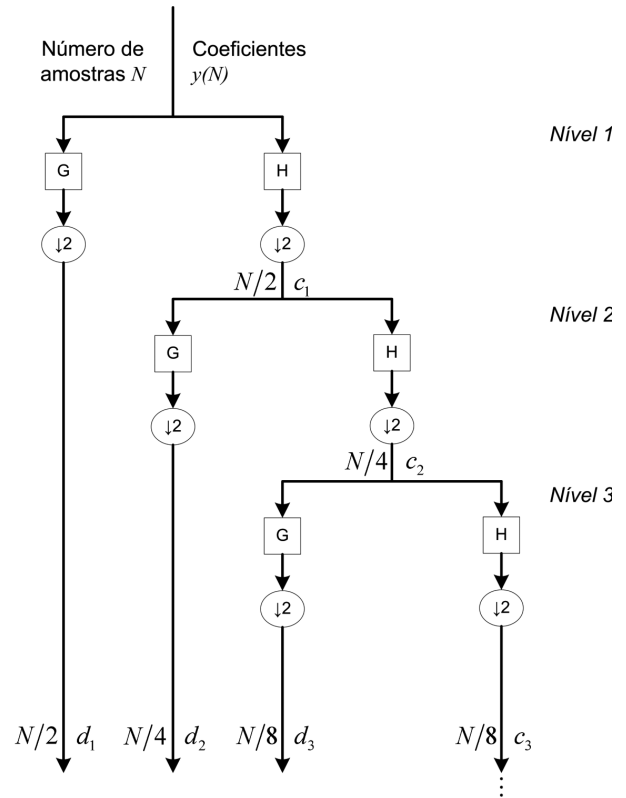 Número de
amostras N
Coeficientes
y(N)
Nível 1
G
H
↓2
↓2
N/2 c₁
Nível 2
G
H
↓2
↓2
N/4 c₂
Nível 3
G
H
↓2
↓2
N/2 d₁
N/4 d₂
N/8 d₃
N/8 c₃